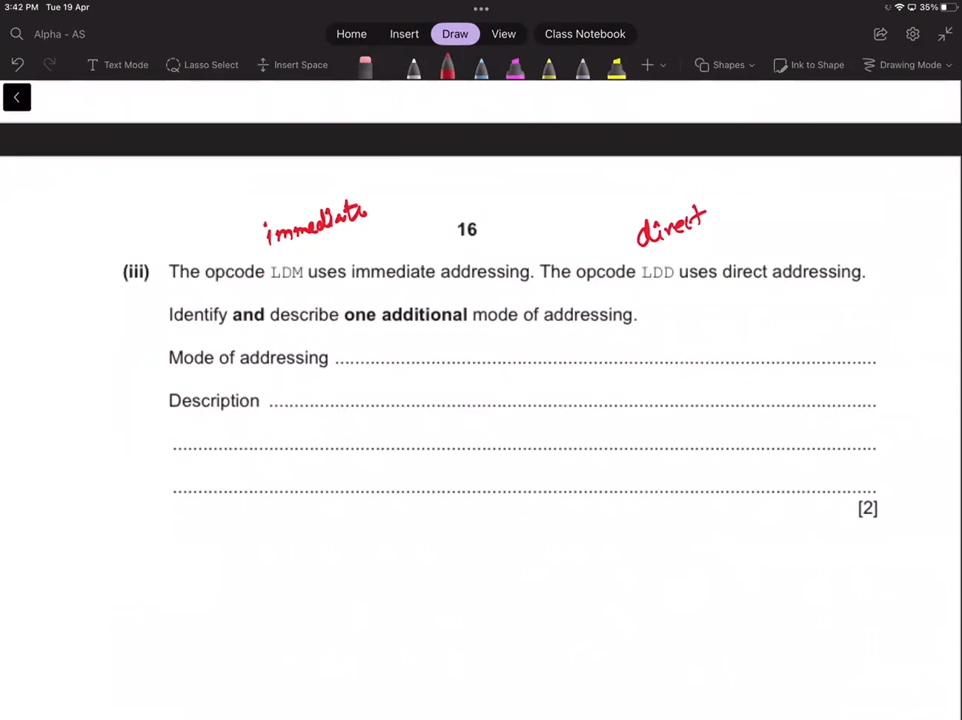 3:42 PM Tue 19 Apr
35%
Alpha - AS
Home Insert Draw View Class Notebook
Text Mode Lasso Select Insert Space Shapes Ink to Shape Drawing Mode
immediate direct
16
(iii) The opcode LDM uses immediate addressing. The opcode LDD uses direct addressing.
Identify and describe one additional mode of addressing.
Mode of addressing ....................................................................................................
Description ....................................................................................................
....................................................................................................
....................................................................................................
[2]